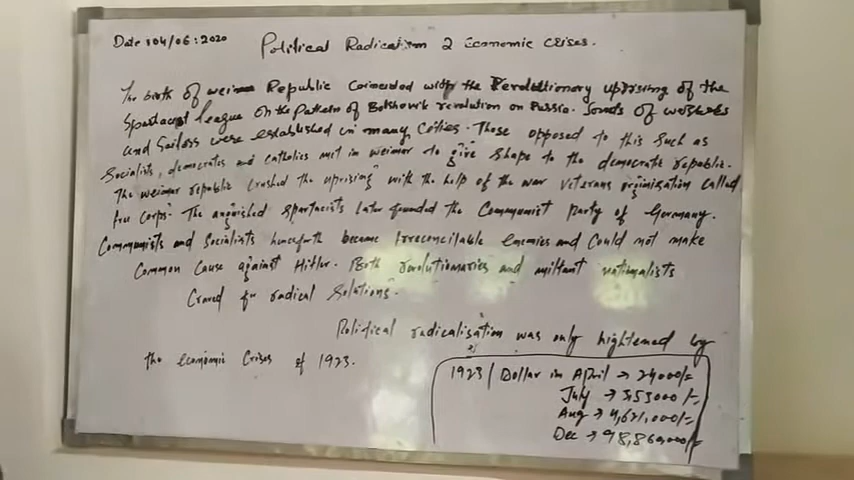 Date :04/06:2020
Political Radicalism 2 Economic crises.
The birth of weimar Republic coincided with the Revolutionary uprising of the
Spartacust league on the Pattern of Bolshevik revolution on Russia. Soviets of workers
and Sailors were established in many Cities. Those opposed to this such as
Socialists, democrates and catholics met in weimar to give shape to the democratic republic.
The weimar republic crushed the uprising with the help of the war veterans orginisation called
free corps. The anguished Spartacists later founded the Communist Party of Germany.
Communists and Socialists henceforth became Irreconcilable enemies and Could not make
Common Cause against Hitler. Both revolutionaries and militant nationalists
Craved for radical Solutions.
Political radicalisation was only hightened by
the economic Crises of 1923.
1923 | Dollar in April → 24000/=
July → 353000/=
Aug → 4,621,000/=
Dec → 98,860,000/=